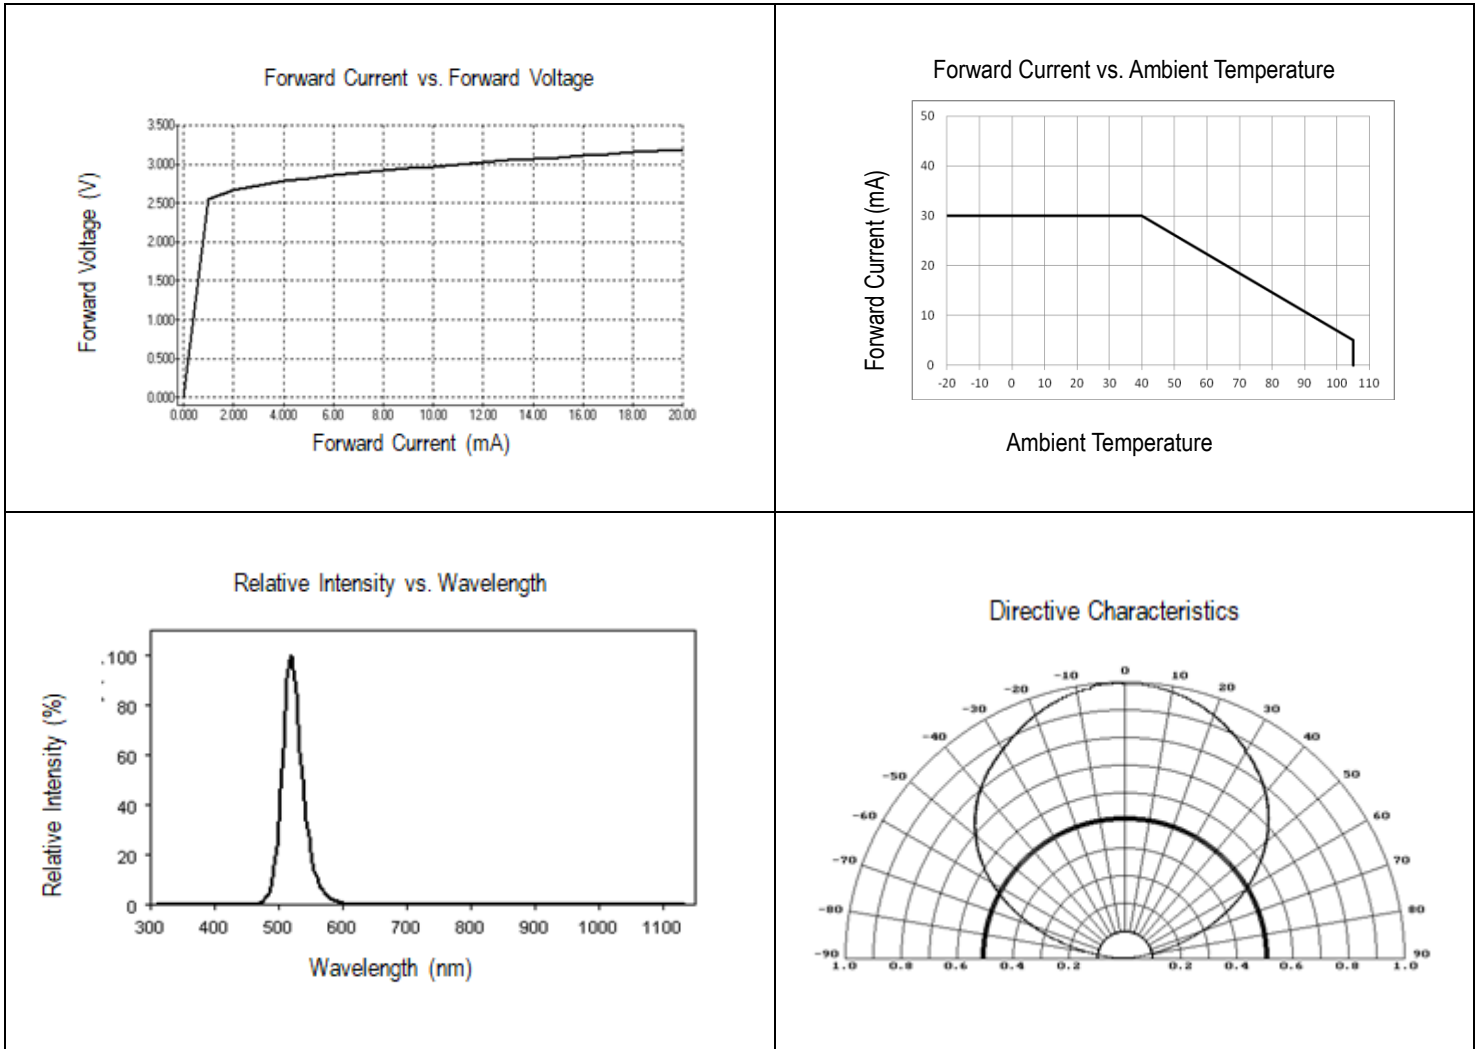 Forward Current vs. Forward Voltage
3.500
3.000
2.500
2.000
1.500
1.000
0.500
0.000
0.000 2.000 4.000 6.00 8.00 10.00 12.00 14.00 16.00 18.00 20.00
Forward Voltage (V)
Forward Current (mA)
Forward Current vs. Ambient Temperature
50
40
30
20
10
0
-20 -10 0 10 20 30 40 50 60 70 80 90 100 110
Forward Current (mA)
Ambient Temperature
Relative Intensity vs. Wavelength
100
80
60
40
20
0
300 400 500 600 700 800 900 1000 1100
Relative Intensity (%)
Wavelength (nm)
Directive Characteristics
-90 -80 -70 -60 -50 -40 -30 -20 -10 0 10 20 30 40 50 60 70 80 90
1.0 0.8 0.6 0.4 0.2 0.2 0.4 0.6 0.8 1.0